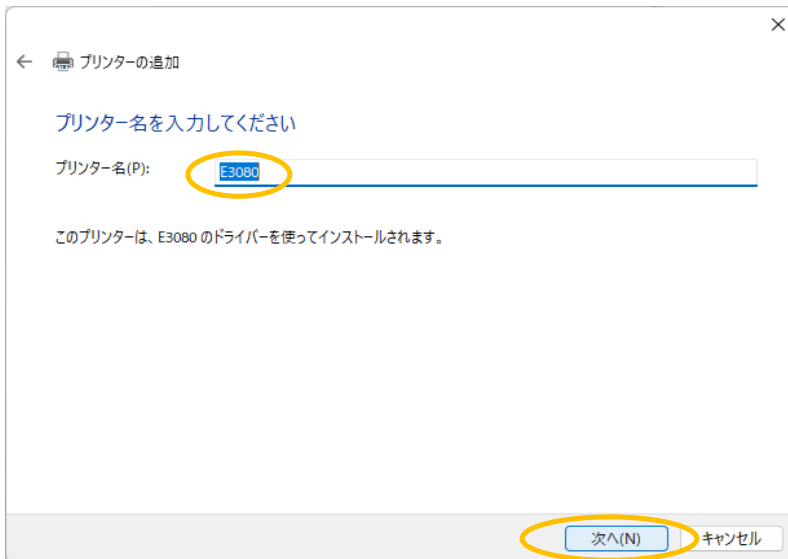 プリンターの追加
プリンター名を入力してください
プリンター名(P):
E3080
このプリンターは、E3080 のドライバーを使ってインストールされます。
次へ(N)
キャンセル